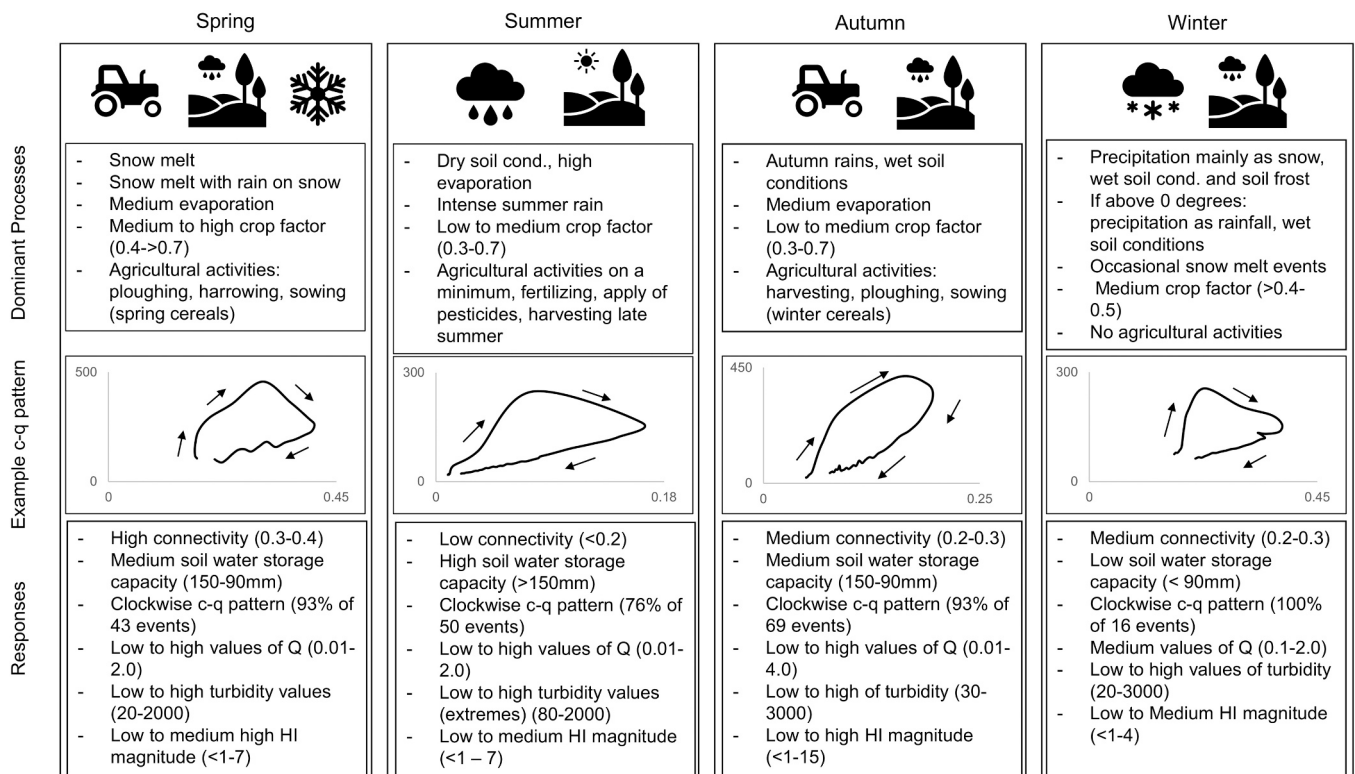 Spring
Summer
Autumn
Winter
Dominant Processes
- Snow melt
- Snow melt with rain on snow
- Medium evaporation
- Medium to high crop factor
(0.4->0.7)
- Agricultural activities:
ploughing, harrowing, sowing
(spring cereals)
- Dry soil cond., high
evaporation
- Intense summer rain
- Low to medium crop factor
(0.3-0.7)
- Agricultural activities on a
minimum, fertilizing, apply of
pesticides, harvesting late
summer
- Autumn rains, wet soil
conditions
- Medium evaporation
- Low to medium crop factor
(0.3-0.7)
- Agricultural activities:
harvesting, ploughing, sowing
(winter cereals)
- Precipitation mainly as snow,
wet soil cond. and soil frost
- If above 0 degrees:
precipitation as rainfall, wet
soil conditions
- Occasional snow melt events
- Medium crop factor (>0.4-
0.5)
- No agricultural activities
Example c-q pattern
500
0
0
0.45
300
0
0
0.18
450
0
0
0.25
300
0
0
0.45
Responses
- High connectivity (0.3-0.4)
- Medium soil water storage
capacity (150-90mm)
- Clockwise c-q pattern (93% of
43 events)
- Low to high values of Q (0.01-
2.0)
- Low to high turbidity values
(20-2000)
- Low to medium high HI
magnitude (<1-7)
- Low connectivity (<0.2)
- High soil water storage
capacity (>150mm)
- Clockwise c-q pattern (76% of
50 events)
- Low to high values of Q (0.01-
2.0)
- Low to high turbidity values
(extremes) (80-2000)
- Low to medium HI magnitude
(<1 – 7)
- Medium connectivity (0.2-0.3)
- Medium soil water storage
capacity (150-90mm)
- Clockwise c-q pattern (93% of
69 events)
- Low to high values of Q (0.01-
4.0)
- Low to high of turbidity (30-
3000)
- Low to high HI magnitude
(<1-15)
- Medium connectivity (0.2-0.3)
- Low soil water storage
capacity (< 90mm)
- Clockwise c-q pattern (100%
of 16 events)
- Medium values of Q (0.1-2.0)
- Low to high values of turbidity
(20-3000)
- Low to Medium HI magnitude
(<1-4)